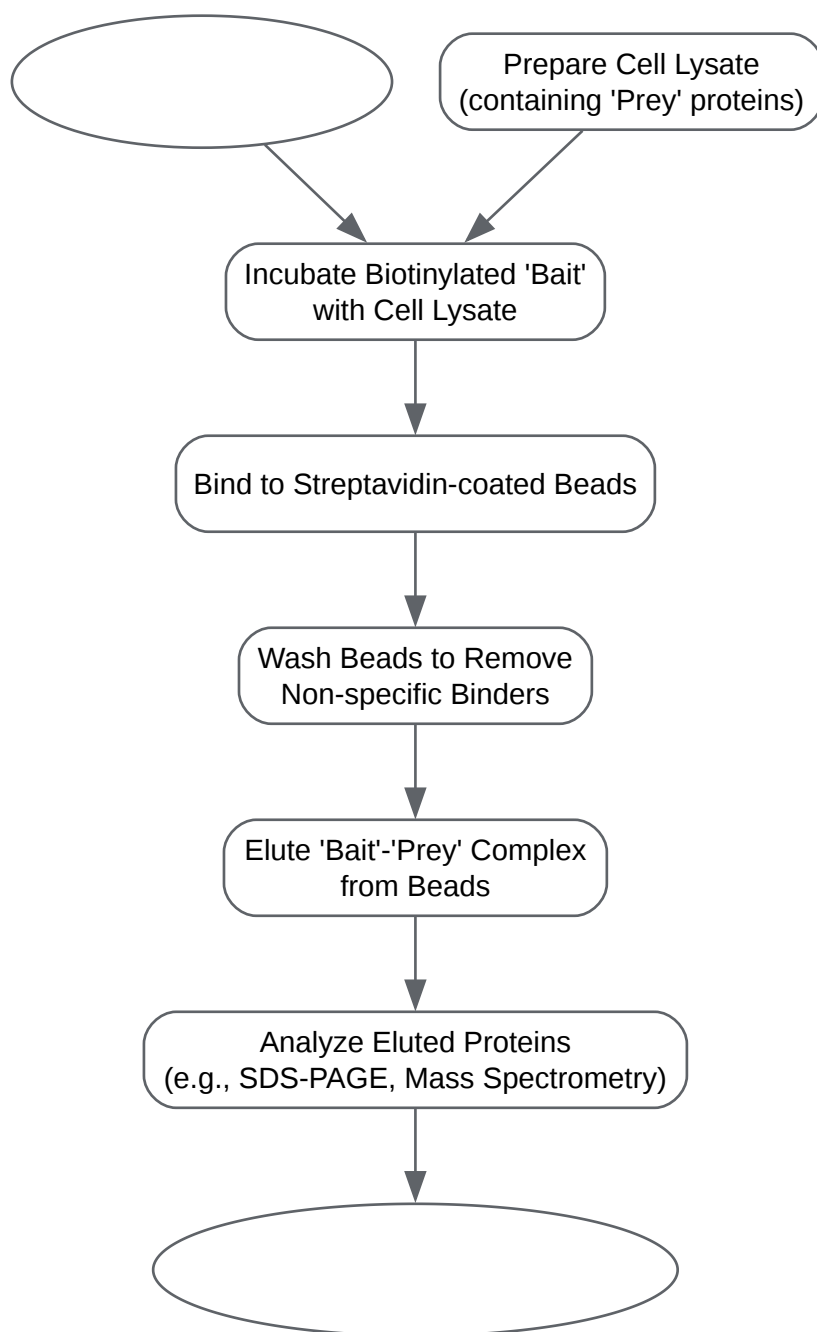 Prepare Cell Lysate
(containing 'Prey' proteins)
Incubate Biotinylated 'Bait'
with Cell Lysate
Bind to Streptavidin-coated Beads
Wash Beads to Remove
Non-specific Binders
Elute 'Bait'-'Prey' Complex
from Beads
Analyze Eluted Proteins
(e.g., SDS-PAGE, Mass Spectrometry)